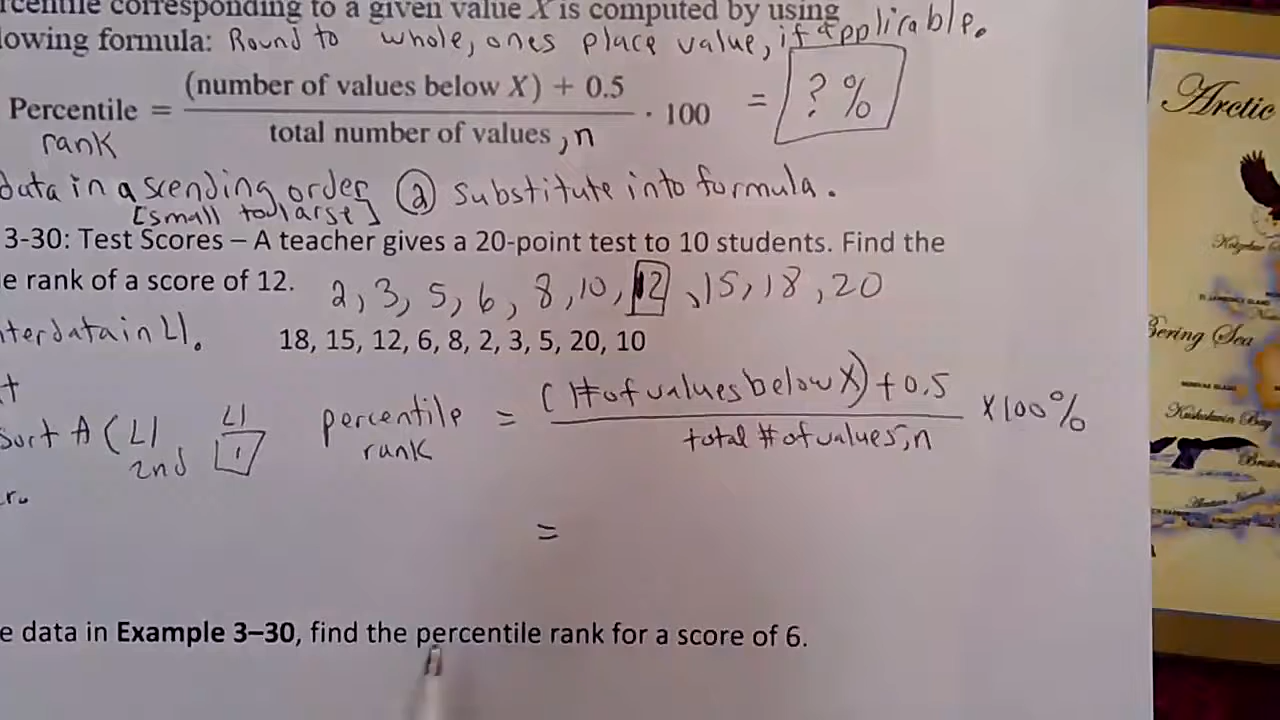 rcentile corresponding to a given value X is computed by using
lowing formula: Round to whole, ones place value, if applicable.
Percentile rank = (number of values below X) + 0.5 / total number of values, n · 100 = ? %
data in ascending order ② substitute into formula.
[small to large]
3-30: Test Scores – A teacher gives a 20-point test to 10 students. Find the
e rank of a score of 12. 2, 3, 5, 6, 8, 10, 12, 15, 18, 20
nter data in L1. 18, 15, 12, 6, 8, 2, 3, 5, 20, 10
percentile rank = (# of values below X) + 0.5 / total # of values, n × 100%
Sort A (L1
2nd L1 1
=
e data in Example 3–30, find the percentile rank for a score of 6.
Arctic
Bering Sea